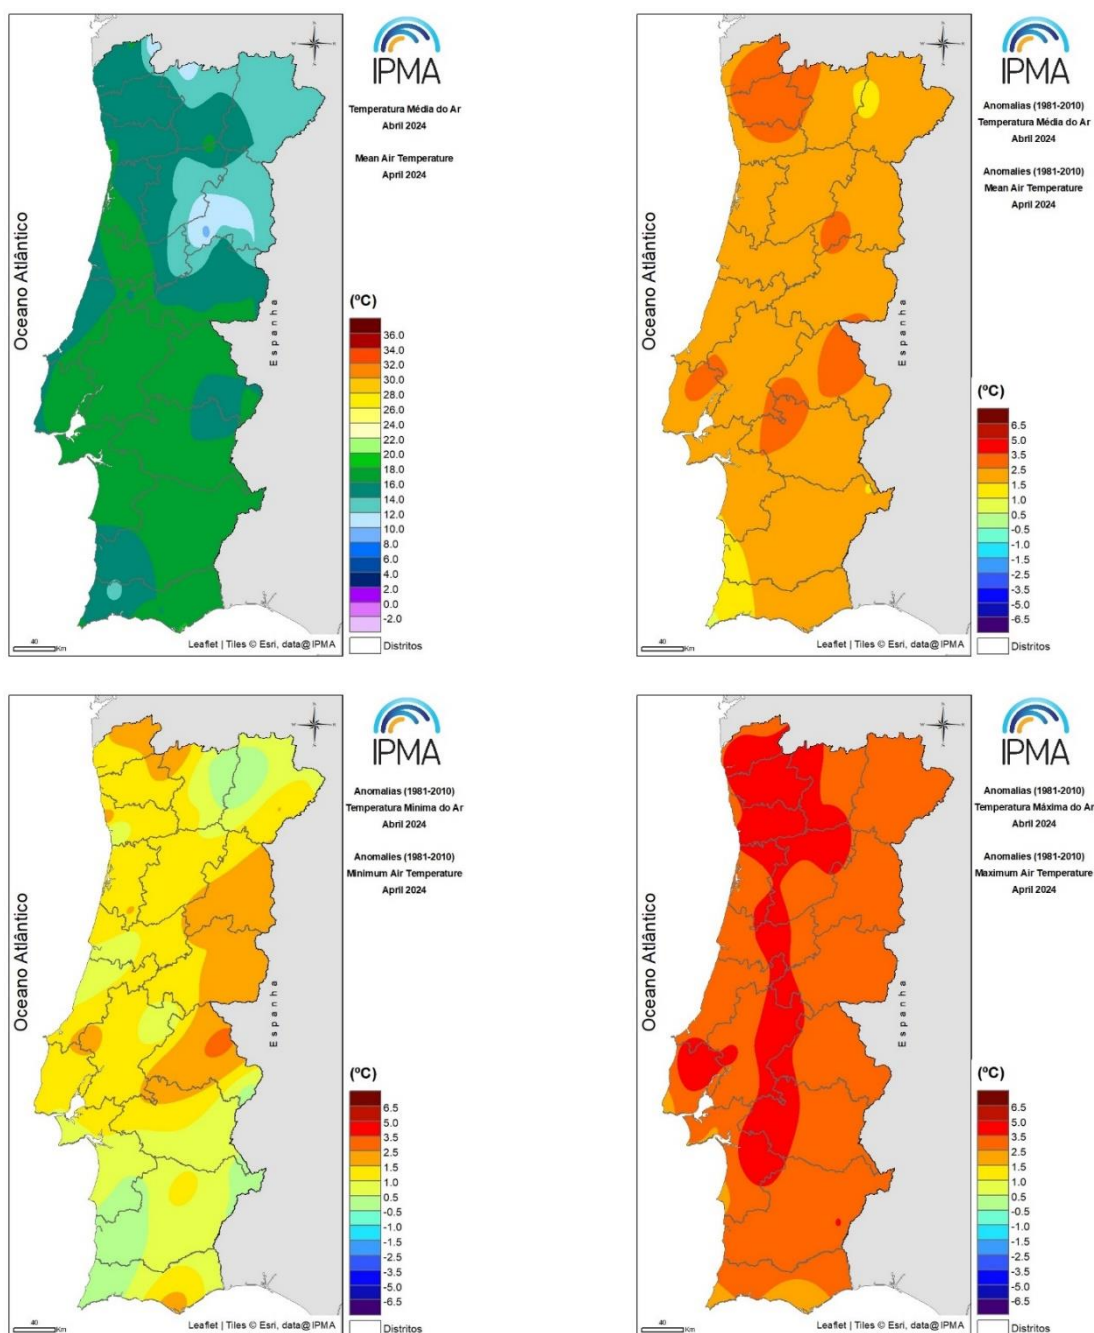 IPMA
Temperatura Média do Ar
Abril 2024
Mean Air Temperature
April 2024
Oceano Atlântico
Espanha
(ºC)
36.0
34.0
32.0
30.0
28.0
26.0
24.0
22.0
20.0
18.0
16.0
14.0
12.0
10.0
8.0
6.0
4.0
2.0
0.0
-2.0
Distritos
40
Km
Leaflet | Tiles © Esri, data@IPMA
IPMA
Anomalias (1981-2010)
Temperatura Média do Ar
Abril 2024
Anomalies (1981-2010)
Mean Air Temperature
April 2024
Oceano Atlântico
Espanha
(ºC)
6.5
5.0
3.5
2.5
1.5
1.0
0.5
-0.5
-1.0
-1.5
-2.5
-3.5
-5.0
-6.5
Distritos
40
Km
Leaflet | Tiles © Esri, data@IPMA
IPMA
Anomalias (1981-2010)
Temperatura Mínima do Ar
Abril 2024
Anomalies (1981-2010)
Minimum Air Temperature
April 2024
Oceano Atlântico
Espanha
(ºC)
6.5
5.0
3.5
2.5
1.5
1.0
0.5
-0.5
-1.0
-1.5
-2.5
-3.5
-5.0
-6.5
Distritos
40
Km
Leaflet | Tiles © Esri, data@IPMA
IPMA
Anomalias (1981-2010)
Temperatura Máxima do Ar
Abril 2024
Anomalies (1981-2010)
Maximum Air Temperature
April 2024
Oceano Atlântico
Espanha
(ºC)
6.5
5.0
3.5
2.5
1.5
1.0
0.5
-0.5
-1.0
-1.5
-2.5
-3.5
-5.0
-6.5
Distritos
40
Km
Leaflet | Tiles © Esri, data@IPMA